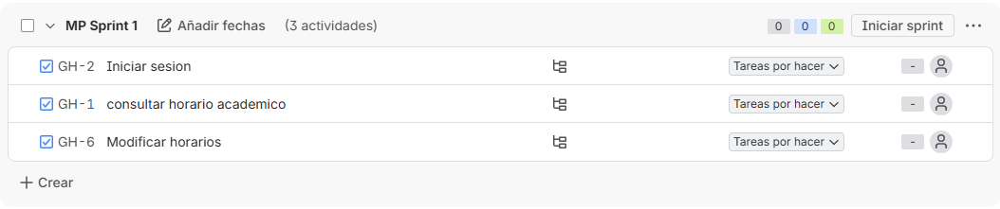 MP Sprint 1 Añadir fechas (3 actividades) 0 0 0 Iniciar sprint
GH-2 Iniciar sesion Tareas por hacer -
GH-1 consultar horario academico Tareas por hacer -
GH-6 Modificar horarios Tareas por hacer -
Crear